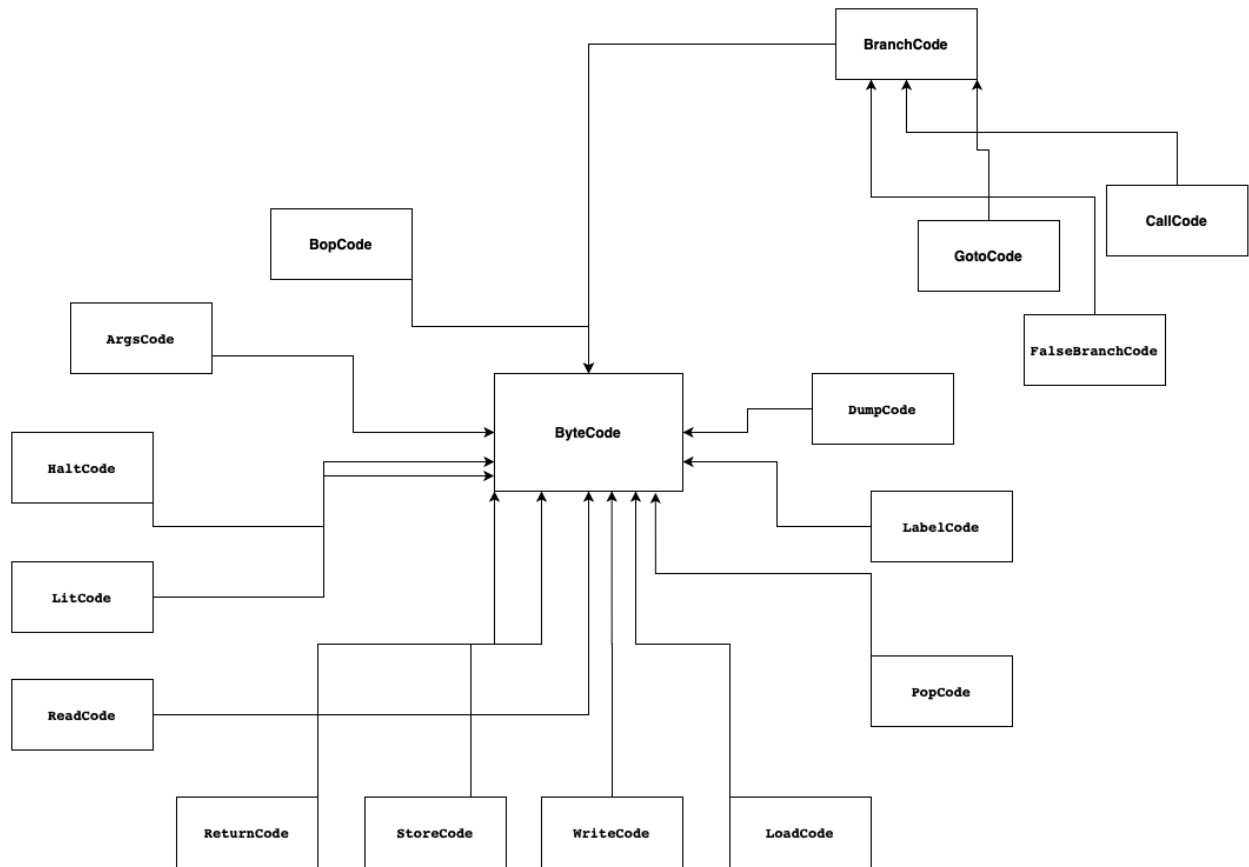 BranchCode
CallCode
BopCode
GotoCode
ArgsCode
FalseBranchCode
DumpCode
ByteCode
HaltCode
LabelCode
LitCode
PopCode
ReadCode
ReturnCode
StoreCode
WriteCode
LoadCode